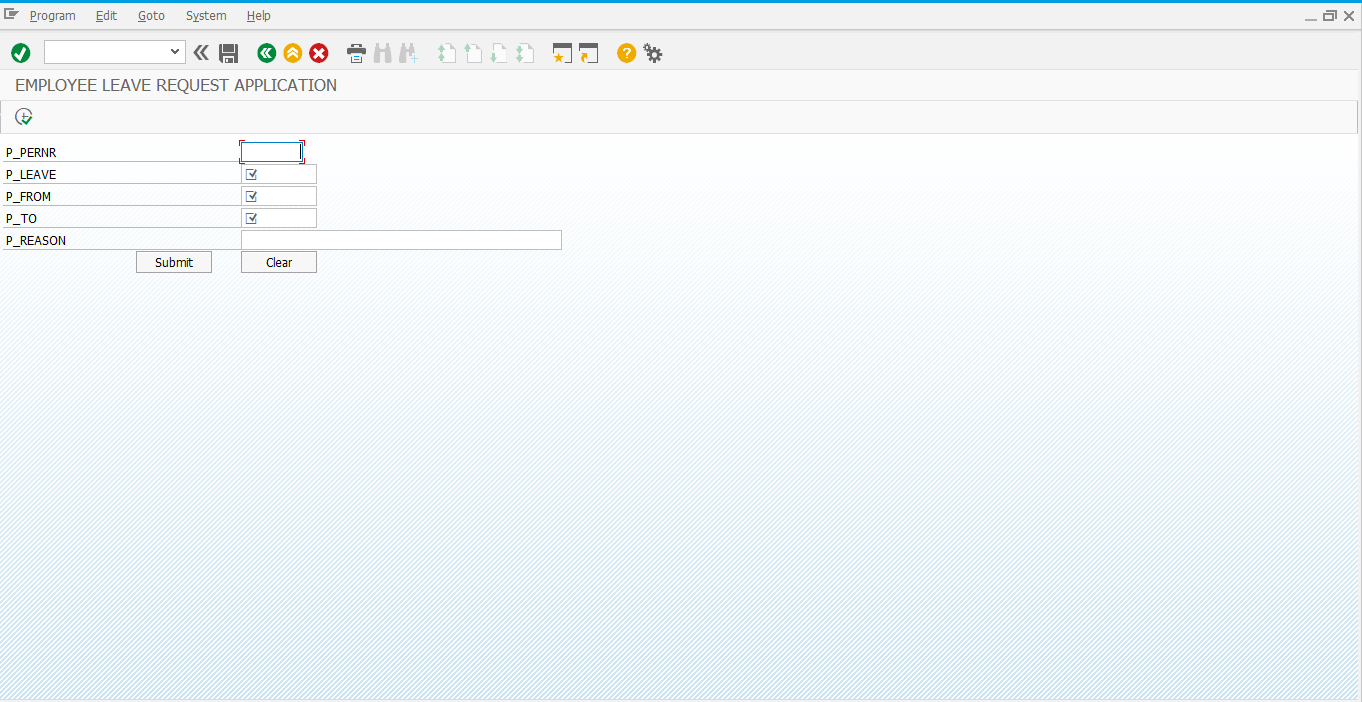 Program Edit Goto System Help
EMPLOYEE LEAVE REQUEST APPLICATION
P_PERNR
P_LEAVE
P_FROM
P_TO
P_REASON
Submit Clear